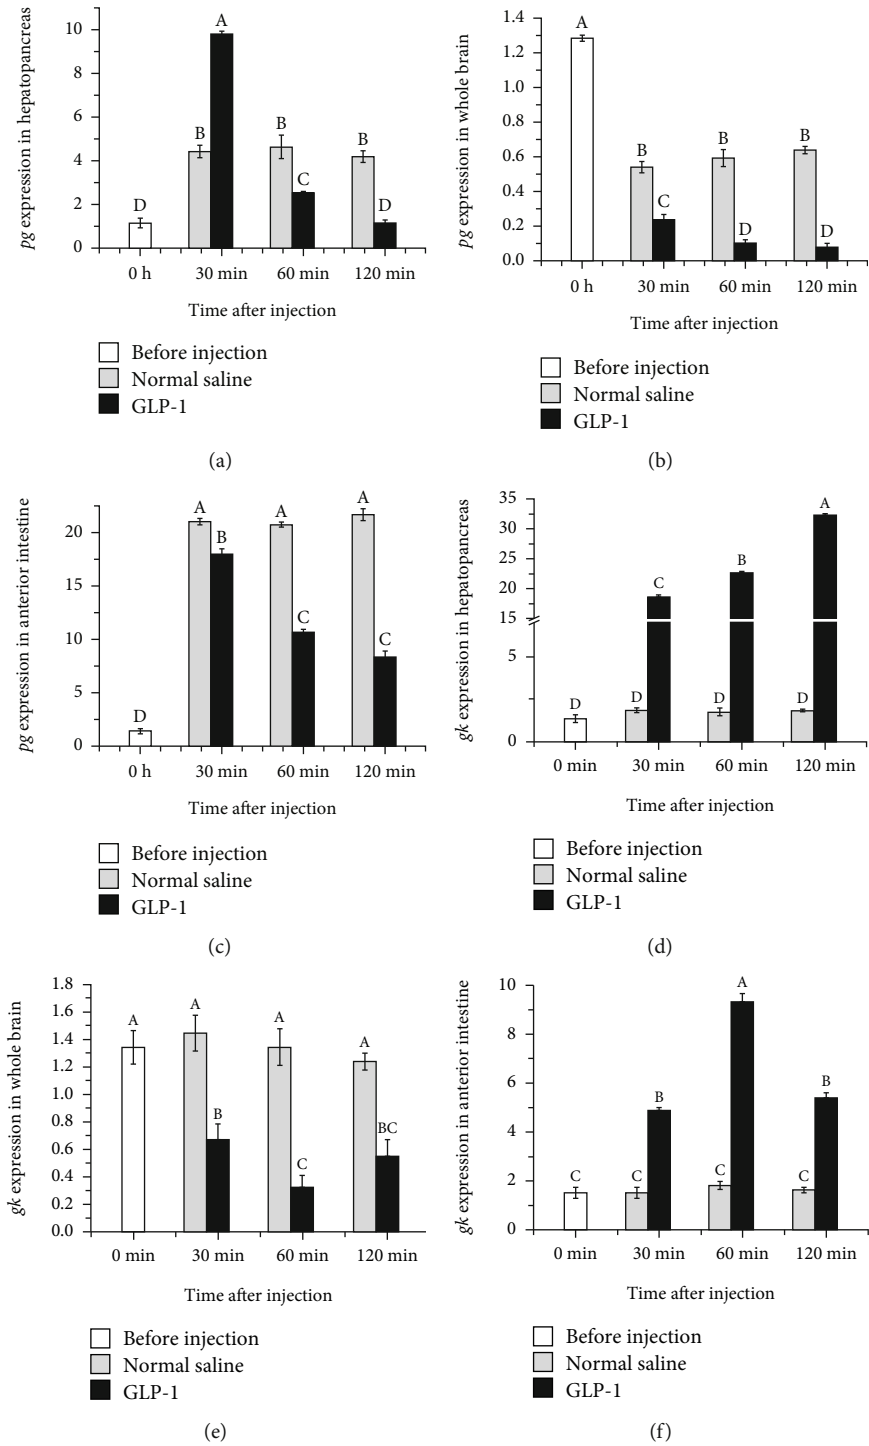 pg expression in hepatopancreas
10
8
6
4
2
0
D
B
A
B
C
B
D
0 h 30 min 60 min 120 min
Time after injection
Before injection
Normal saline
GLP-1
(a)
pg expression in whole brain
1.4
1.2
1.0
0.8
0.6
0.4
0.2
0.0
A
B
C
B
D
B
D
0 h 30 min 60 min 120 min
Time after injection
Before injection
Normal saline
GLP-1
(b)
pg expression in anterior intestine
20
15
10
5
0
D
A
B
A
C
A
C
0 h 30 min 60 min 120 min
Time after injection
Before injection
Normal saline
GLP-1
(c)
gk expression in hepatopancreas
35
30
25
20
15
5
0
D
D
C
D
B
D
A
0 min 30 min 60 min 120 min
Time after injection
Before injection
Normal saline
GLP-1
(d)
gk expression in whole brain
1.8
1.6
1.4
1.2
1.0
0.8
0.6
0.4
0.2
0.0
A
A
B
A
C
A
BC
0 min 30 min 60 min 120 min
Time after injection
Before injection
Normal saline
GLP-1
(e)
gk expression in anterior intestine
10
8
6
4
2
0
C
C
B
C
A
C
B
0 min 30 min 60 min 120 min
Time after injection
Before injection
Normal saline
GLP-1
(f)